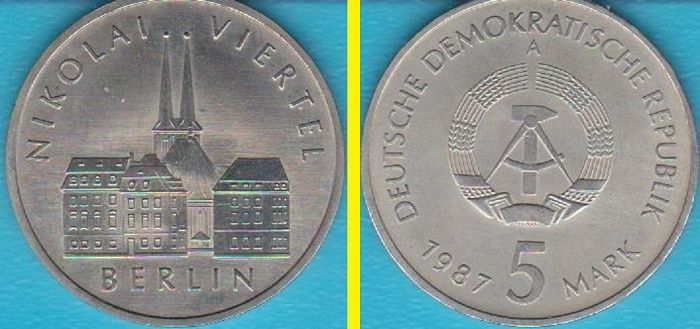 NIKOLAI VIERTEL
BERLIN
DEUTSCHE DEMOKRATISCHE REPUBLIK
A
1987 5 MARK